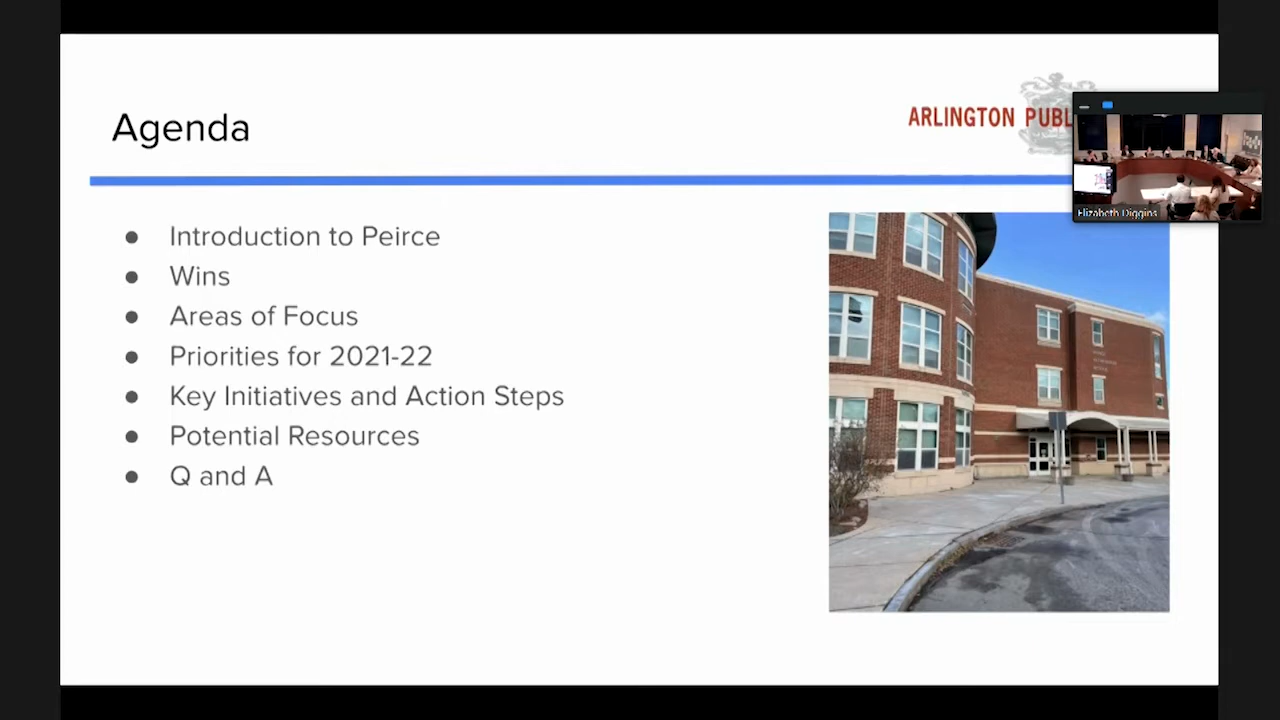 Agenda
ARLINGTON PUBL
Elizabeth Diggins
Introduction to Peirce
Wins
Areas of Focus
Priorities for 2021-22
Key Initiatives and Action Steps
Potential Resources
Q and A